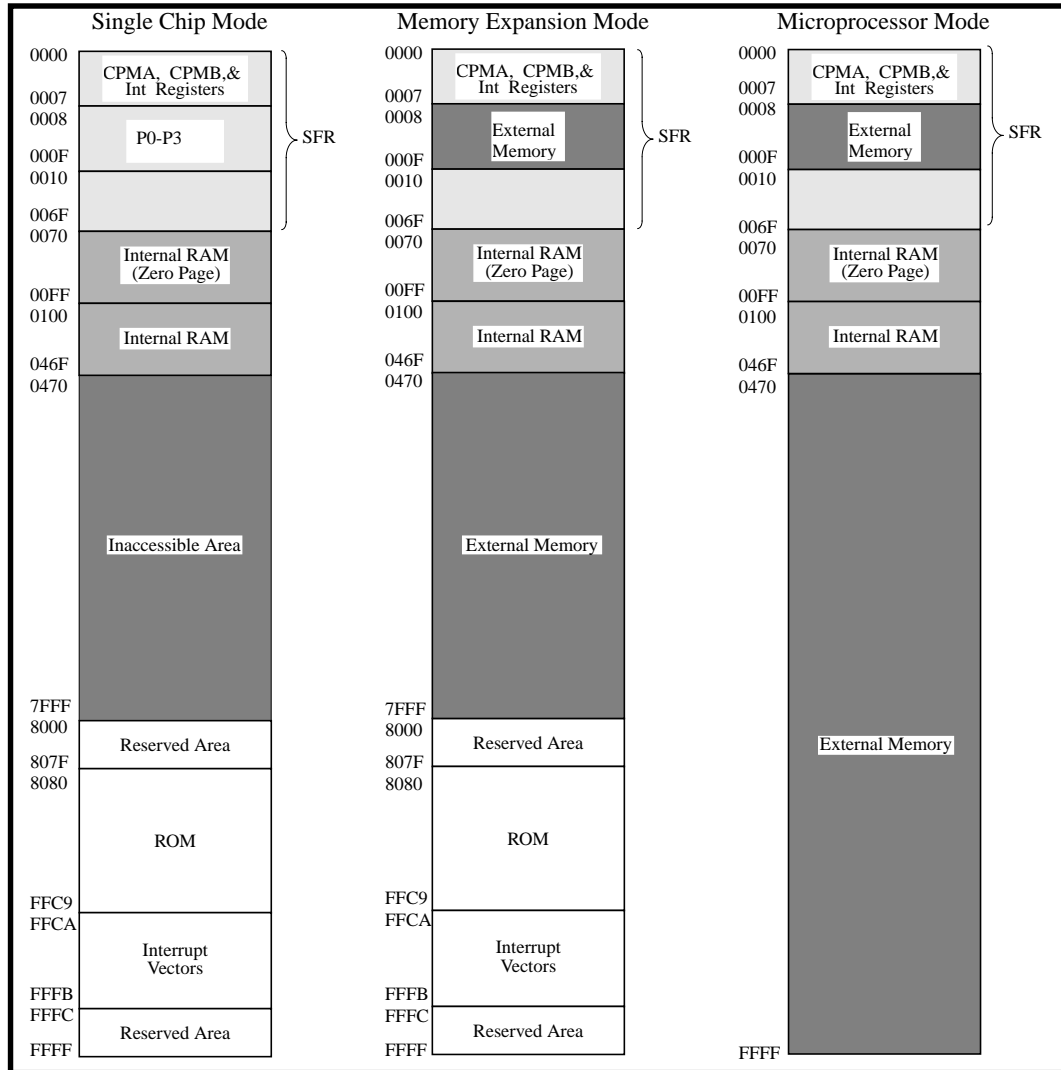 Single Chip Mode
0000
CPMA, CPMB,&
Int Registers
0007
0008
P0-P3
SFR
000F
0010
006F
0070
Internal RAM
(Zero Page)
00FF
0100
Internal RAM
046F
0470
Inaccessible Area
7FFF
8000
Reserved Area
807F
8080
ROM
FFC9
FFCA
Interrupt
Vectors
FFFB
FFFC
Reserved Area
FFFF
Memory Expansion Mode
0000
CPMA, CPMB,&
Int Registers
0007
0008
External
Memory
SFR
000F
0010
006F
0070
Internal RAM
(Zero Page)
00FF
0100
Internal RAM
046F
0470
External Memory
7FFF
8000
Reserved Area
807F
8080
ROM
FFC9
FFCA
Interrupt
Vectors
FFFB
FFFC
Reserved Area
FFFF
Microprocessor Mode
0000
CPMA, CPMB,&
Int Registers
0007
0008
External
Memory
SFR
000F
0010
006F
0070
Internal RAM
(Zero Page)
00FF
0100
Internal RAM
046F
0470
External Memory
FFFF